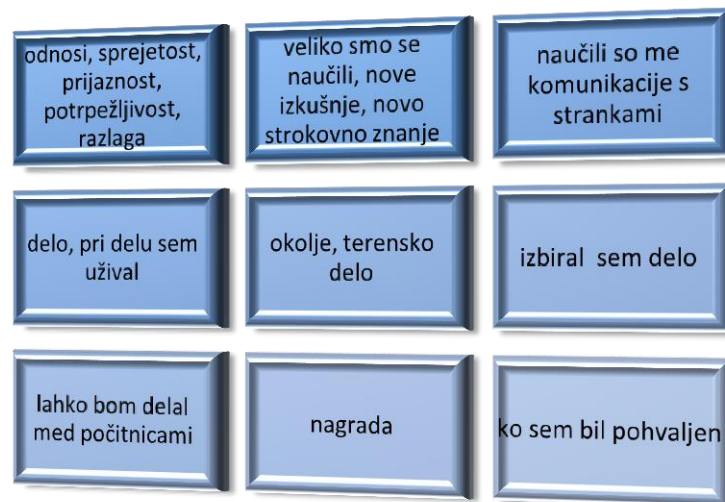 odnosi, sprejetost,
prijaznost,
potrpežljivost,
razlaga
veliko smo se
naučili, nove
izkušnje, novo
strokovno znanje
naučili so me
komunikacije s
strankami
delo, pri delu sem
užival
okolje, terensko
delo
izbiral sem delo
lahko bom delal
med počitnicami
nagrada
ko sem bil pohvaljen